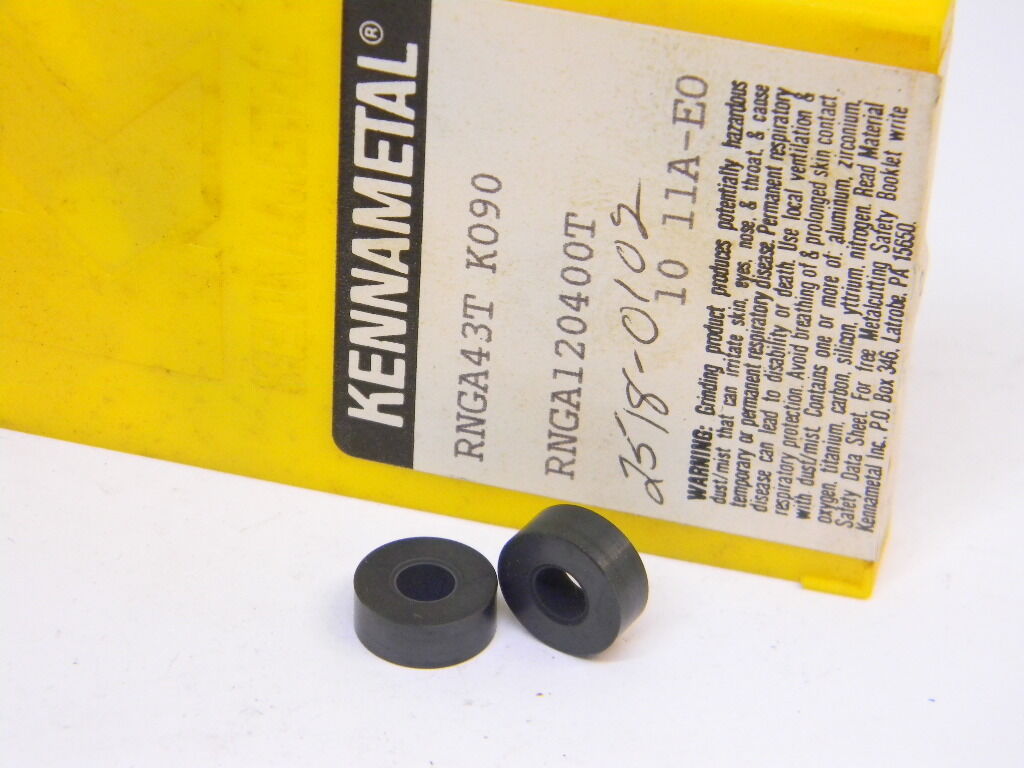 KENNAMETAL®
RNGA43T K090
RNGA120400T
2518-0102
10 11A-E0
WARNING: Grinding product produces potentially hazardous
dust/mist that can irritate skin, eyes, nose, & throat, & cause
temporary or permanent respiratory disease. Permanent respiratory
disease can lead to disability or death. Use local ventilation &
respiratory protection. Avoid breathing of & prolonged skin contact
with dust/mist. Contains one or more of: aluminum, zirconium,
oxygen, titanium, carbon, silicon, yttrium, nitrogen. Read Material
Safety Data Sheet. For free Metalcutting Safety Booklet write
Kennametal Inc. P.O. Box 346, Latrobe, PA 15650.